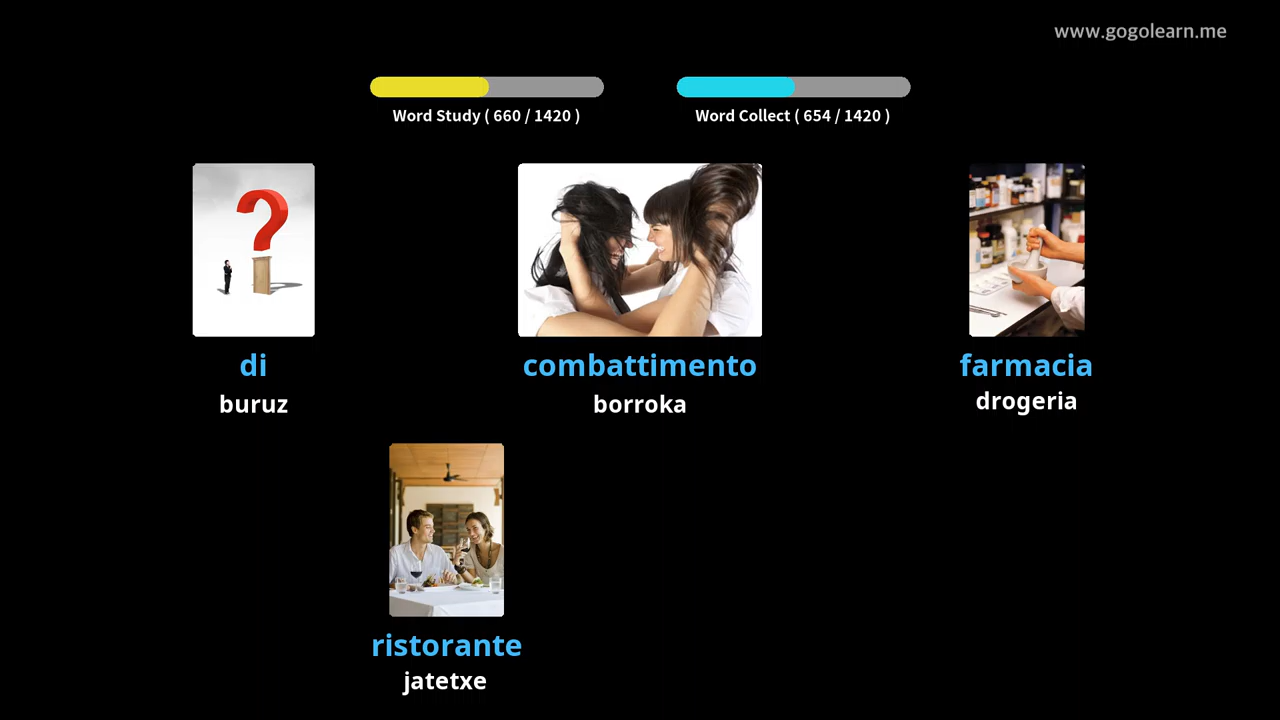 www.gogolearn.me
Word Study ( 660 / 1420 )
Word Collect ( 654 / 1420 )
di
buruz
combattimento
borroka
farmacia
drogeria
ristorante
jatetxe